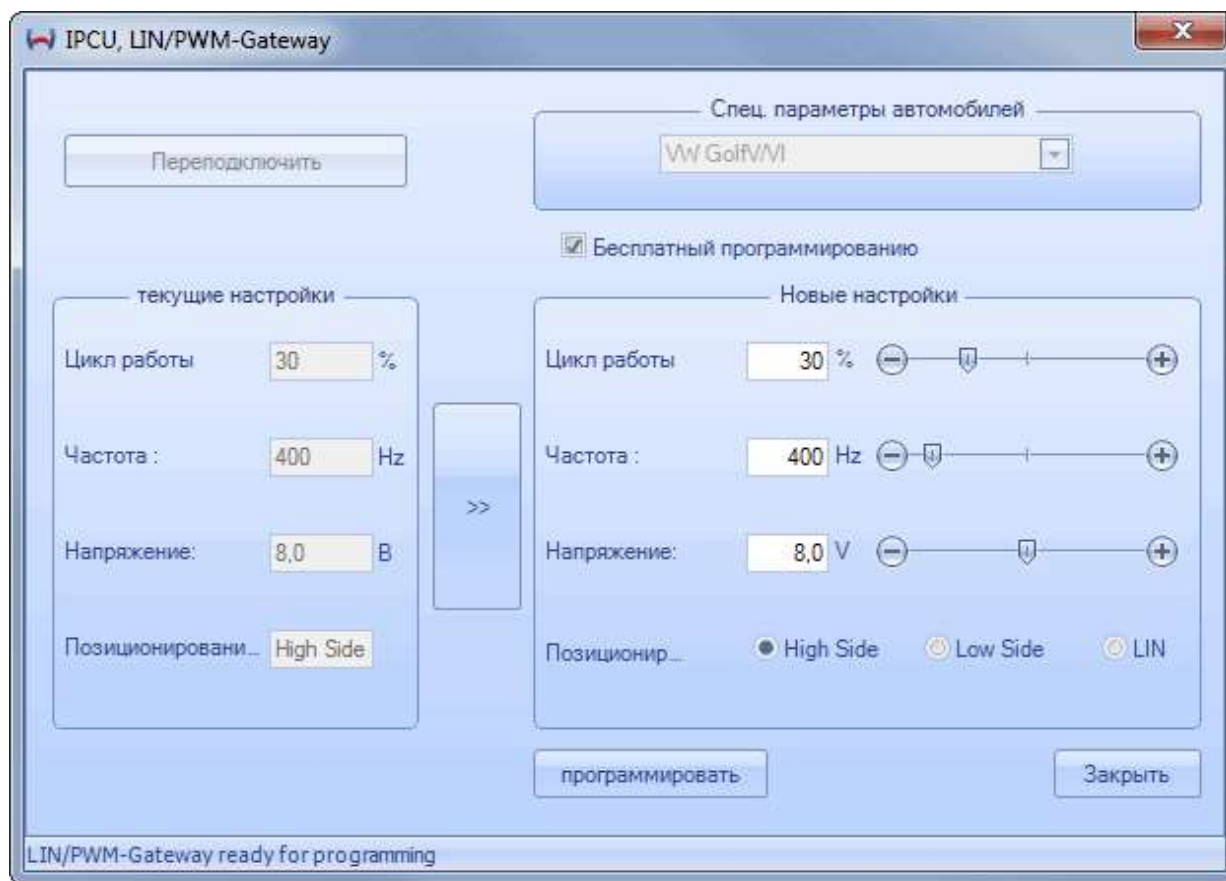 IPCU, LIN/PWM-Gateway
x
Спец. параметры автомобилей
Переподключить
VW GolfV/VI
Бесплатный программированию
текущие настройки
Новые настройки
Цикл работы 30 %
Цикл работы 30 %
Частота : 400 Hz
Частота : 400 Hz
>>
Напряжение: 8,0 В
Напряжение: 8,0 V
Позиционировани... High Side
Позиционир... High Side Low Side LIN
программировать
Закрыть
LIN/PWM-Gateway ready for programming